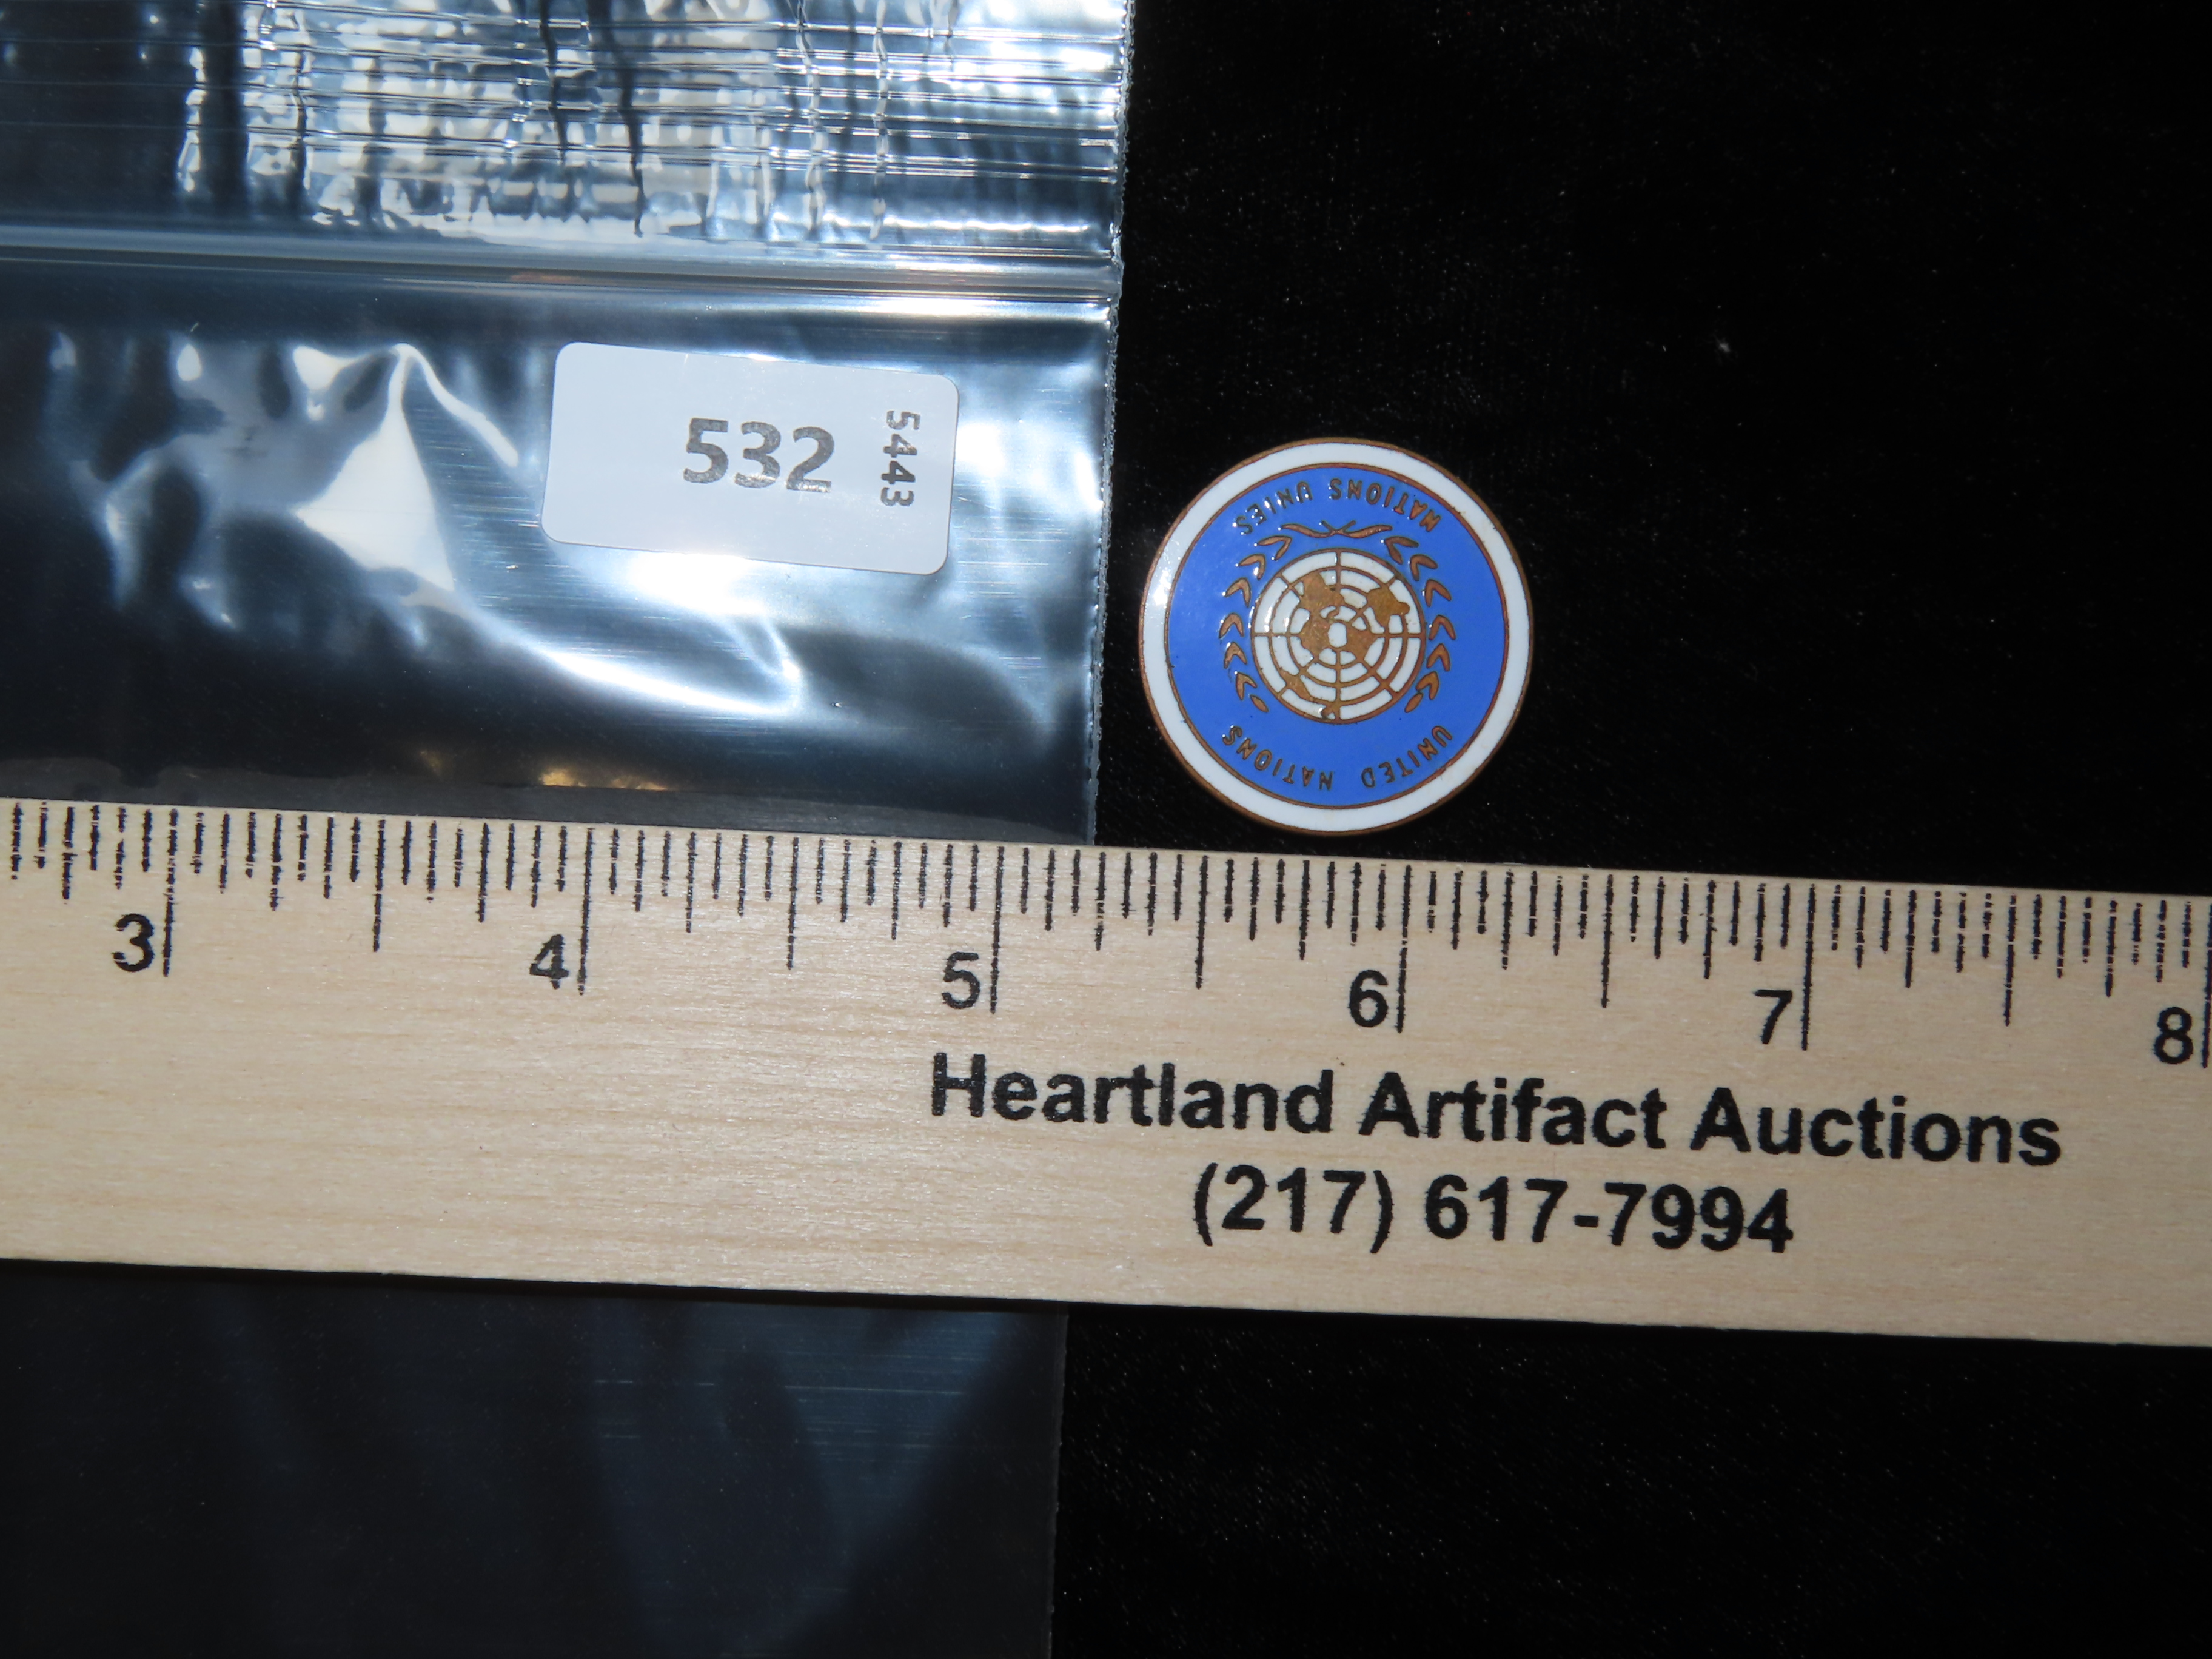 532
5443
NATIONS UNIES
UNITED NATIONS
3 4 5 6 7 8
Heartland Artifact Auctions
(217) 617-7994